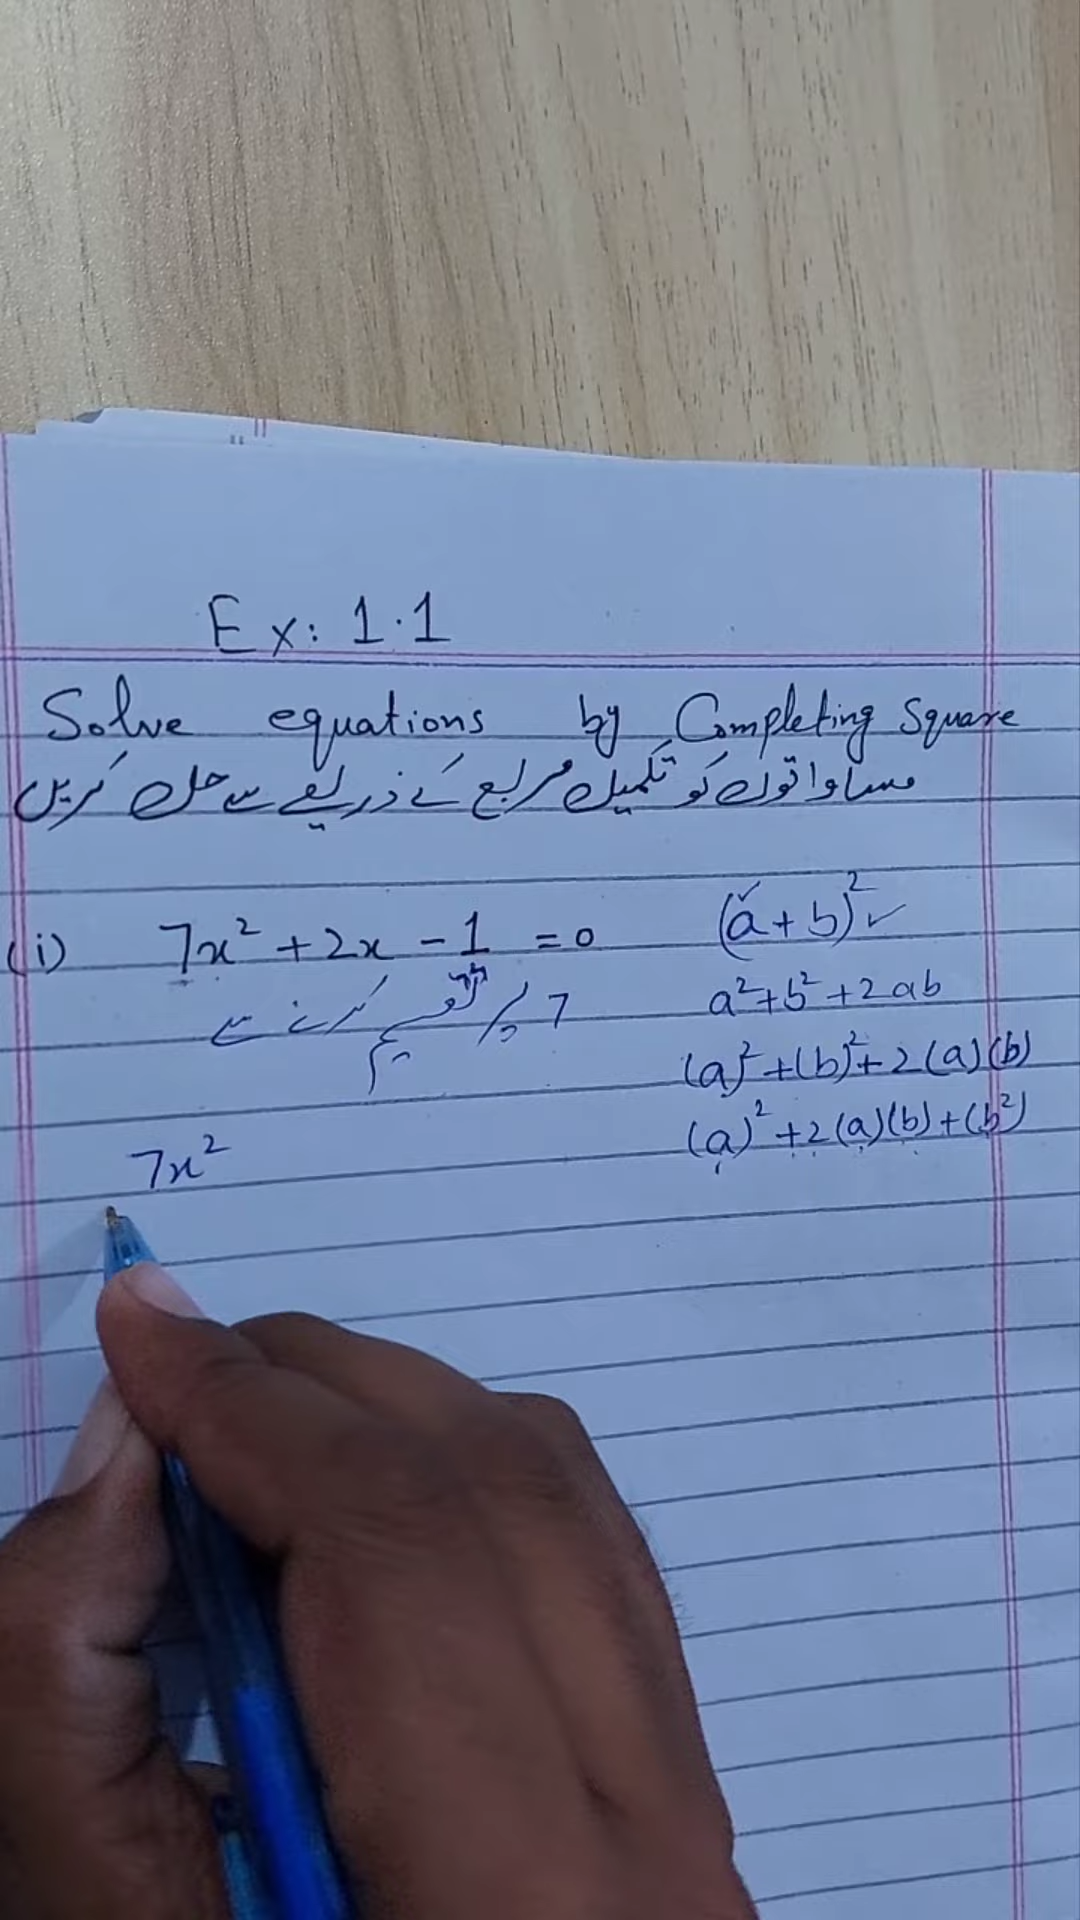 Ex: 1.1
Solve equations by Completing Square
مساواتوں کو تکمیل مربع کے ذریعے سے حل کریں
(i) 7x² + 2x - 1 = 0
7 پر تقسیم کرنے سے
7x²
(a + b)²
a² + b² + 2ab
(a)² + (b)² + 2(a)(b)
(a)² + 2(a)(b) + (b²)